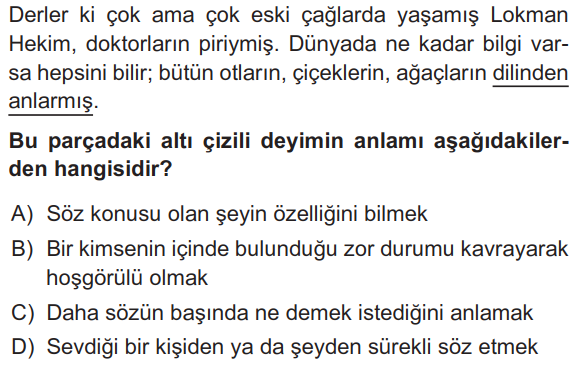 Derler ki çok ama çok eski çağlarda yaşamış Lokman
Hekim, doktorların piriymiş. Dünyada ne kadar bilgi var-
sa hepsini bilir; bütün otların, çiçeklerin, ağaçların dilinden
anlarmış.
Bu parçadaki altı çizili deyimin anlamı aşağıdakiler-
den hangisidir?
A) Söz konusu olan şeyin özelliğini bilmek
B) Bir kimsenin içinde bulunduğu zor durumu kavrayarak
hoşgörülü olmak
C) Daha sözün başında ne demek istediğini anlamak
D) Sevdiği bir kişiden ya da şeyden sürekli söz etmek